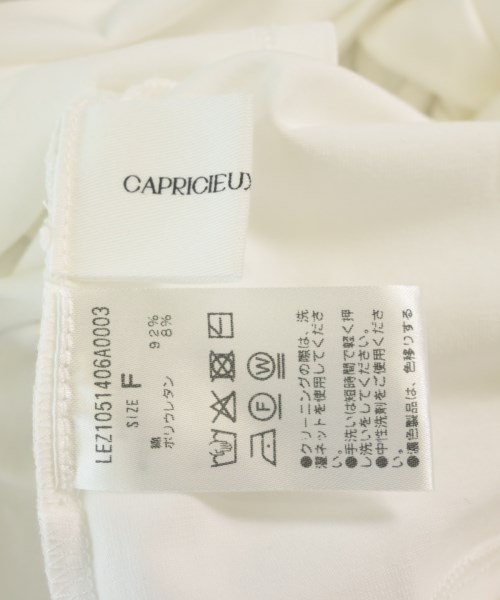 CAPRICIEUX
LEZ1051406A0003
SIZE F
綿 92%
ポリウレタン 8%
W
F
●クリーニングの際は、洗
濯ネットを使用してくださ
い。
●手洗いは短時間で軽く押
し洗いをしてください。
●中性洗剤をご使用くださ
い。
●濃色製品は、色移りする